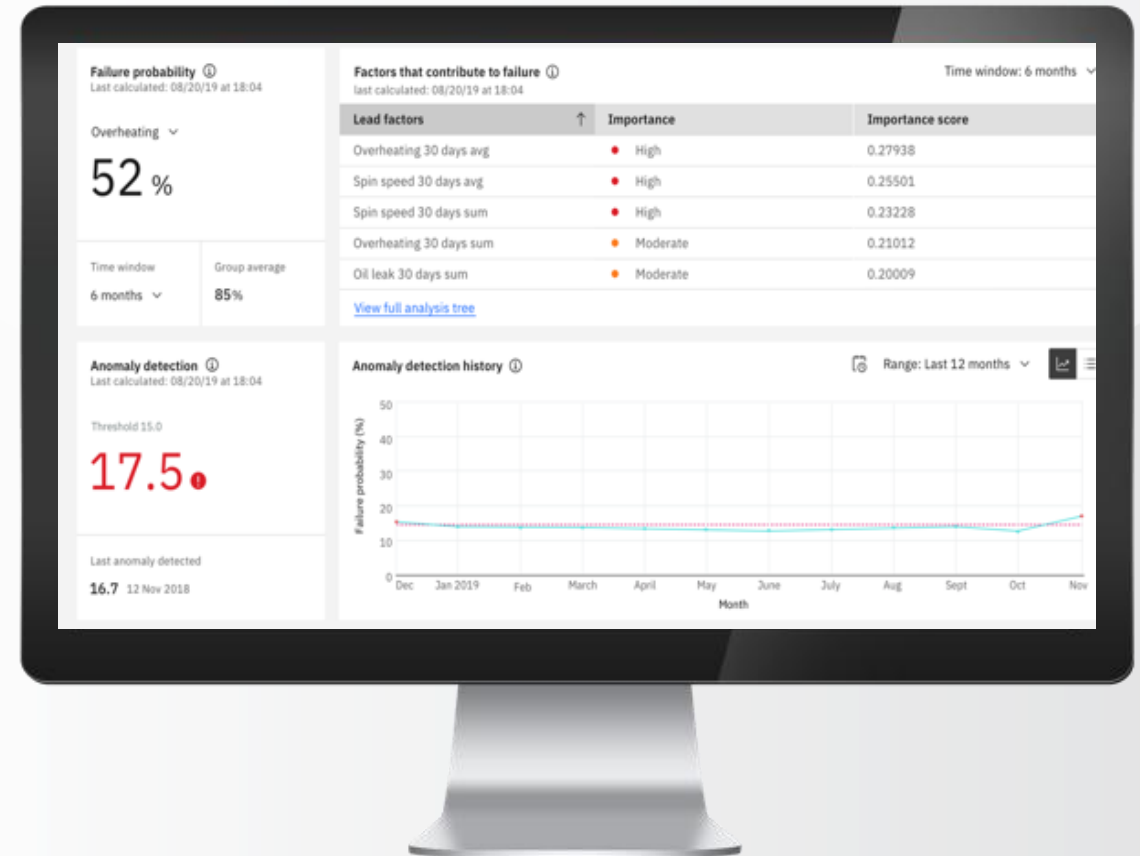 Failure probability
Last calculated: 08/20/19 at 18:04
Overheating
52 %
Time window
6 months
Group average
85%
Factors that contribute to failure
last calculated: 08/20/19 at 18:04
Time window: 6 months
Lead factors Importance Importance score
Overheating 30 days avg High 0.27938
Spin speed 30 days avg High 0.25501
Spin speed 30 days sum High 0.23228
Overheating 30 days sum Moderate 0.21012
Oil leak 30 days sum Moderate 0.20009
View full analysis tree
Anomaly detection
Last calculated: 08/20/19 at 18:04
Threshold 15.0
17.5
Last anomaly detected
16.7 12 Nov 2018
Anomaly detection history
Range: Last 12 months
Failure probability (%)
50
40
30
20
10
0
Dec Jan 2019 Feb March April May June July Aug Sept Oct Nov
Month